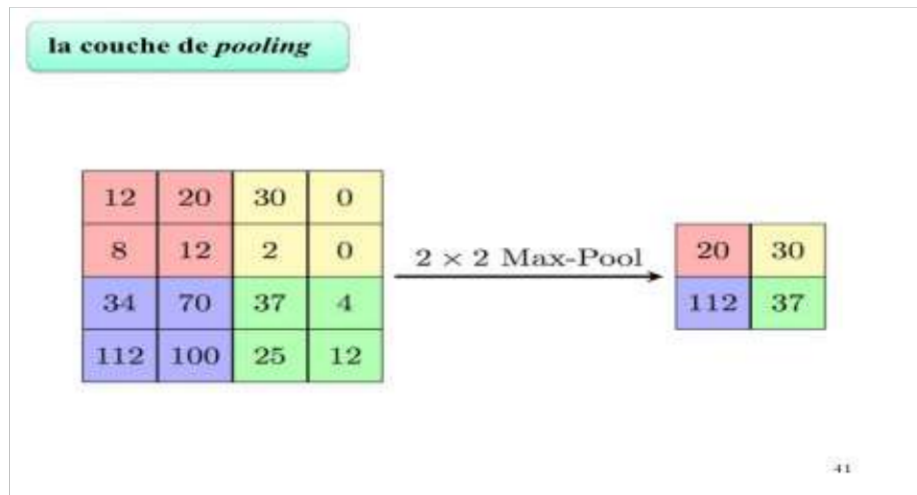 la couche de pooling
12 20 30 0
8 12 2 0
34 70 37 4
112 100 25 12
2 × 2 Max-Pool
20 30
112 37
41